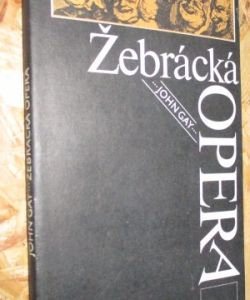 Žebrácká
OPERA
...JOHN GAY...
JOHN GAY...ŽEBRÁCKÁ OPERA